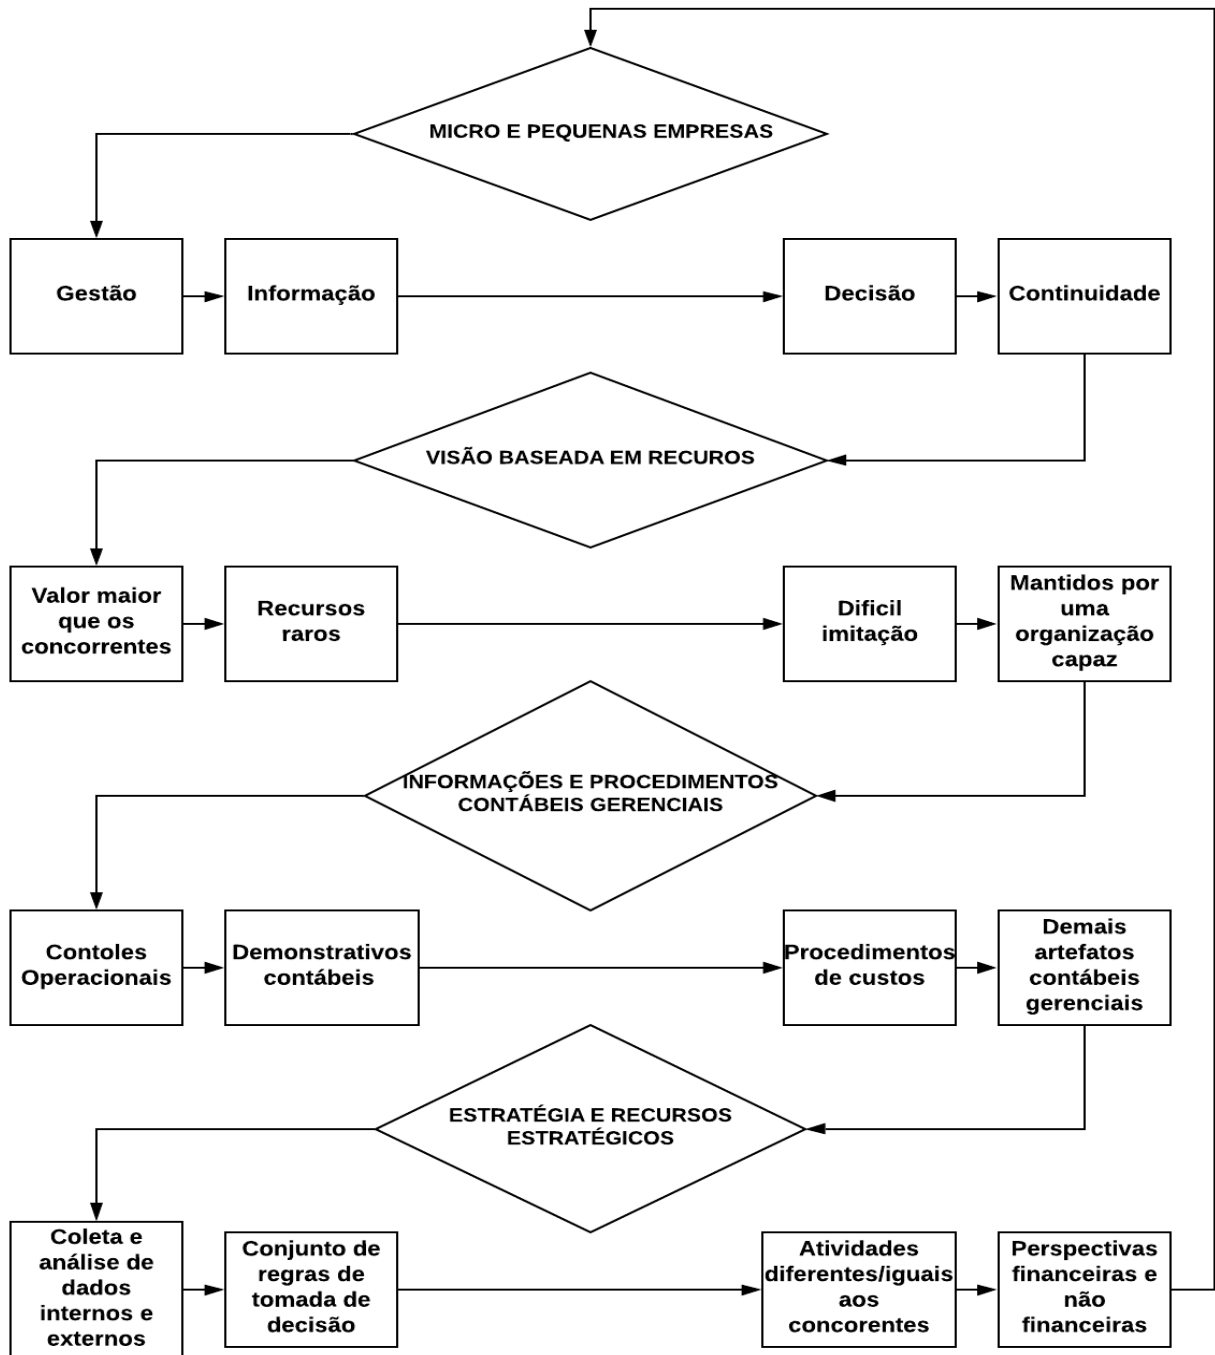 MICRO E PEQUENAS EMPRESAS
Gestão
Informação
Decisão
Continuidade
VISÃO BASEADA EM RECUROS
Valor maior
que os
concorrentes
Recursos
raros
Dificil
imitação
Mantidos por
uma
organização
capaz
INFORMAÇÕES E PROCEDIMENTOS
CONTÁBEIS GERENCIAIS
Contoles
Operacionais
Demonstrativos
contábeis
Procedimentos
de custos
Demais
artefatos
contábeis
gerenciais
ESTRATÉGIA E RECURSOS
ESTRATÉGICOS
Coleta e
análise de
dados
internos e
externos
Conjunto de
regras de
tomada de
decisão
Atividades
diferentes/iguais
aos
concorentes
Perspectivas
financeiras e
não
financeiras